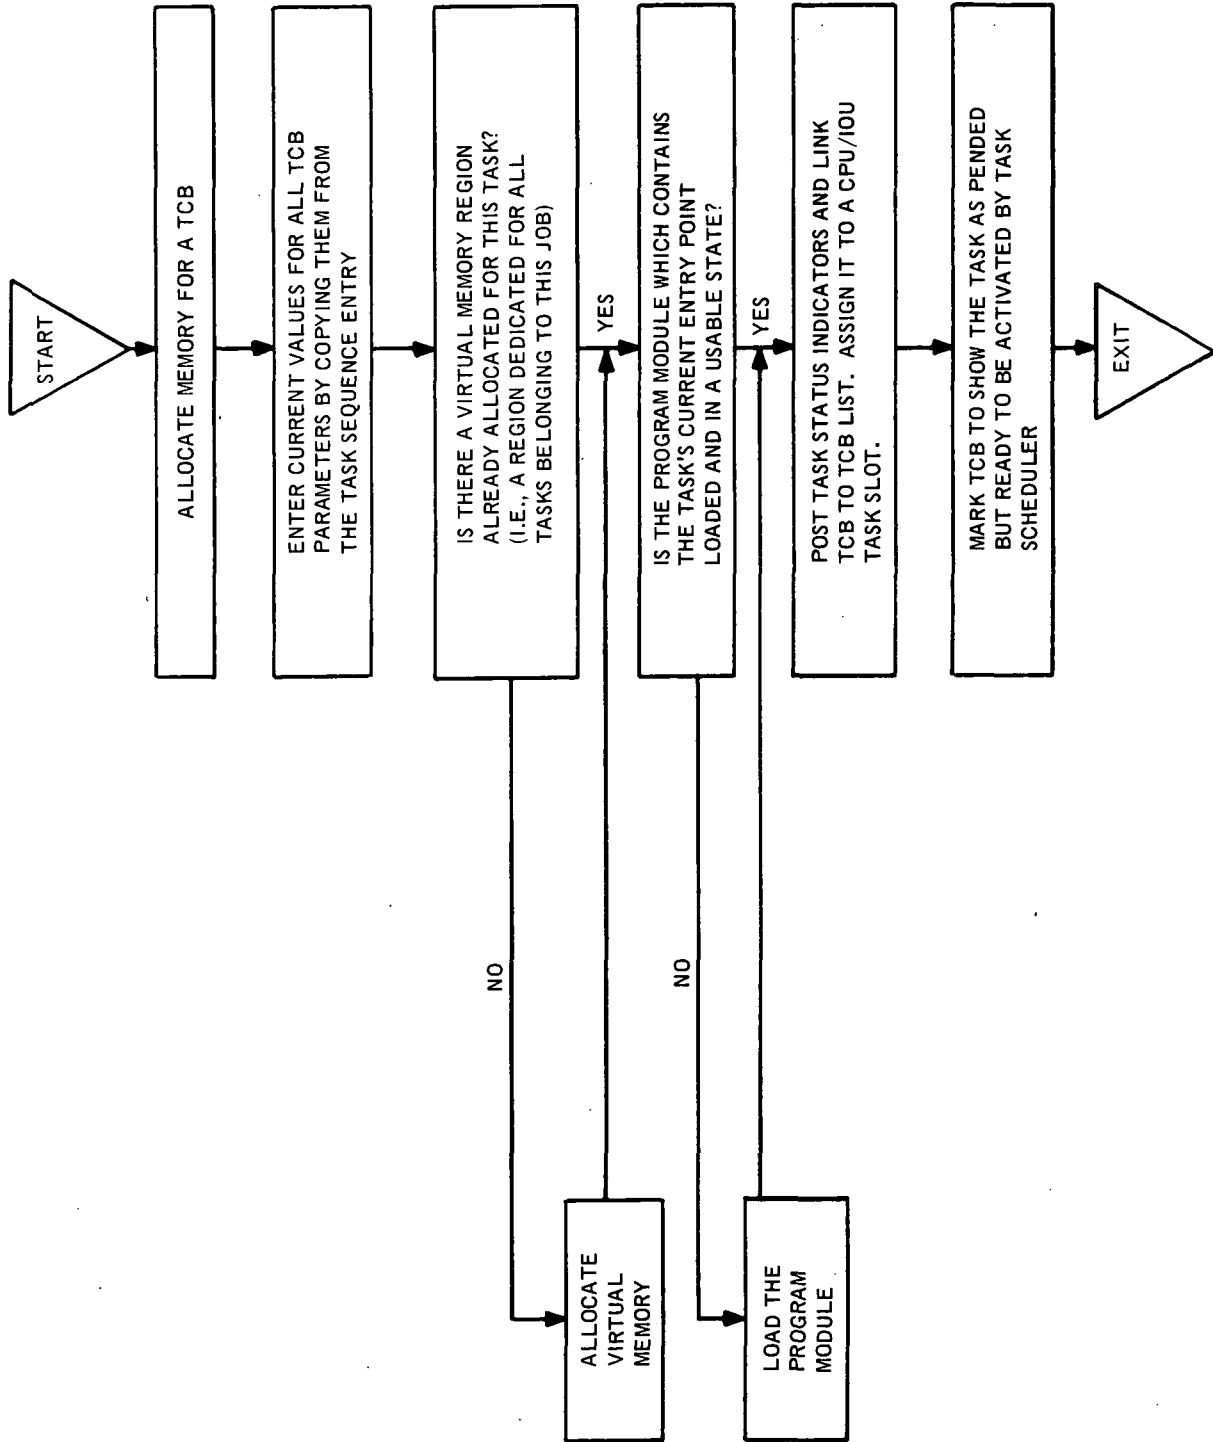 START
ALLOCATE MEMORY FOR A TCB
ENTER CURRENT VALUES FOR ALL TCB
PARAMETERS BY COPYING THEM FROM
THE TASK SEQUENCE ENTRY
IS THERE A VIRTUAL MEMORY REGION
ALREADY ALLOCATED FOR THIS TASK?
(I.E., A REGION DEDICATED FOR ALL
TASKS BELONGING TO THIS JOB)
NO
ALLOCATE
VIRTUAL
MEMORY
YES
IS THE PROGRAM MODULE WHICH CONTAINS
THE TASK'S CURRENT ENTRY POINT
LOADED AND IN A USABLE STATE?
NO
LOAD THE
PROGRAM
MODULE
YES
POST TASK STATUS INDICATORS AND LINK
TCB TO TCB LIST. ASSIGN IT TO A CPU/IOU
TASK SLOT.
MARK TCB TO SHOW THE TASK AS PENDED
BUT READY TO BE ACTIVATED BY TASK
SCHEDULER
EXIT